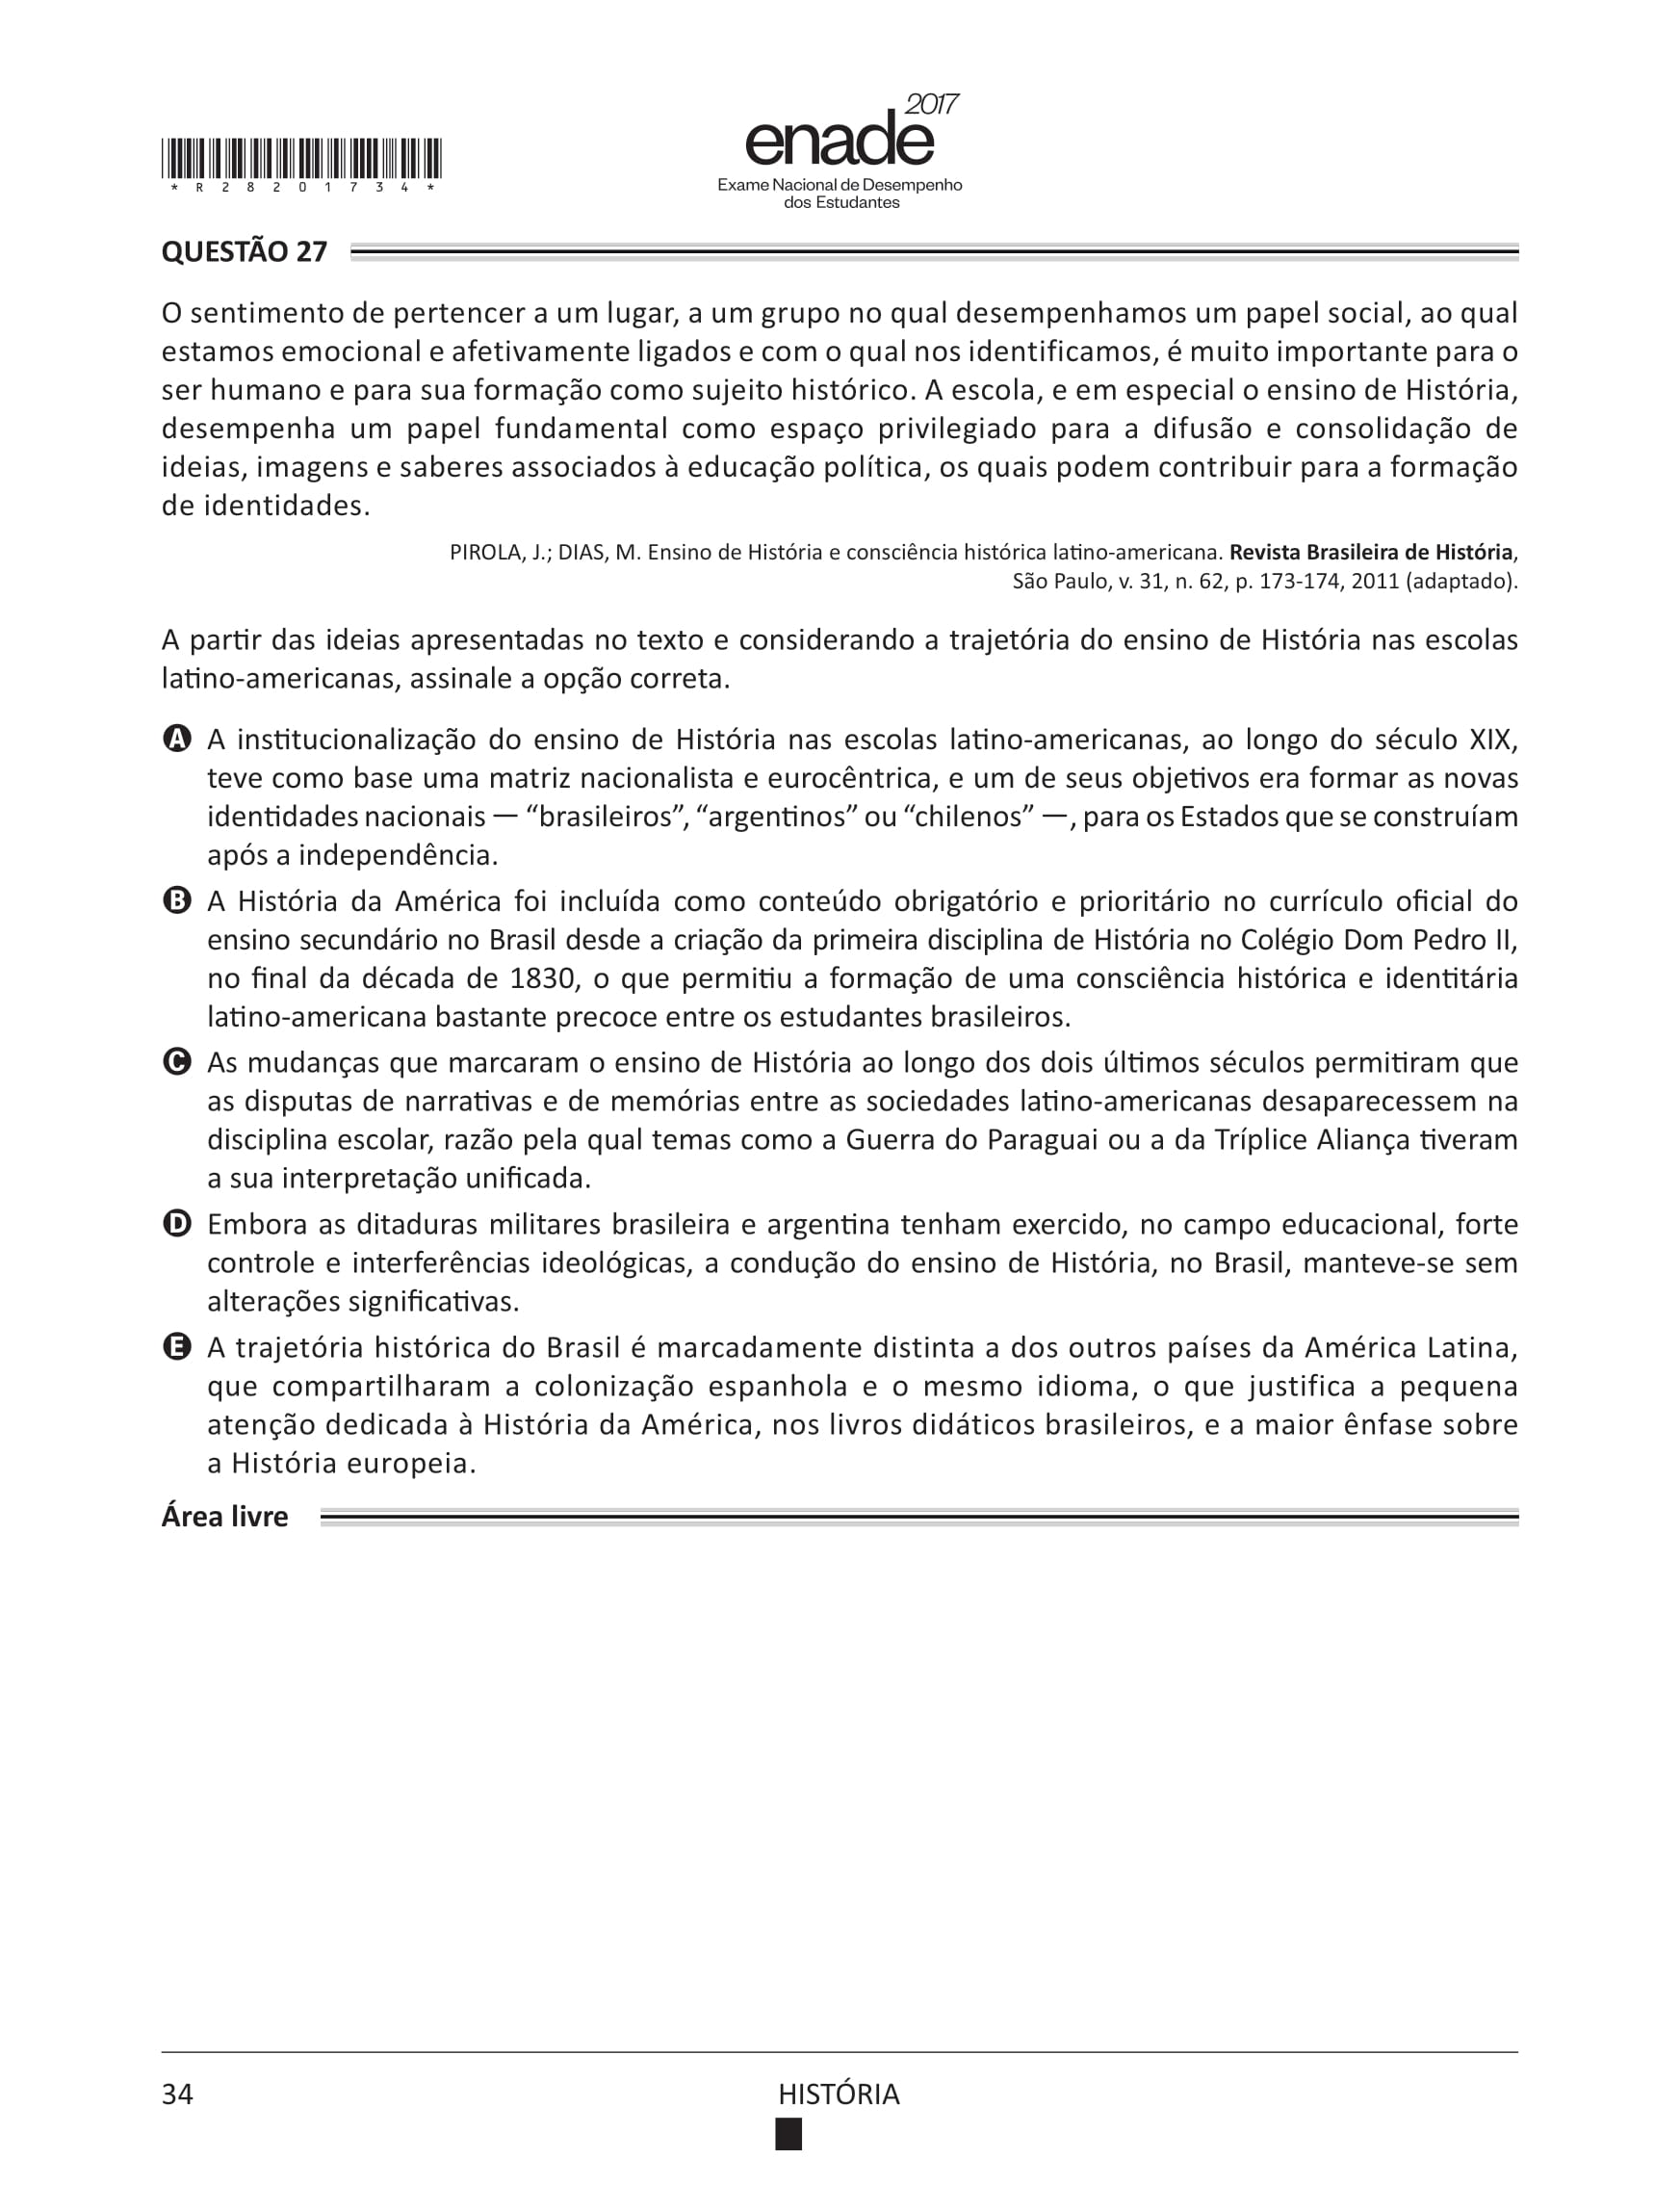 2017
enade
Exame Nacional de Desempenho
dos Estudantes
* R 2 8 2 0 1 7 3 4 *
QUESTÃO 27
O sentimento de pertencer a um lugar, a um grupo no qual desempenhamos um papel social, ao qual
estamos emocional e afetivamente ligados e com o qual nos identificamos, é muito importante para o
ser humano e para sua formação como sujeito histórico. A escola, e em especial o ensino de História,
desempenha um papel fundamental como espaço privilegiado para a difusão e consolidação de
ideias, imagens e saberes associados à educação política, os quais podem contribuir para a formação
de identidades.
PIROLA, J.; DIAS, M. Ensino de História e consciência histórica latino-americana. Revista Brasileira de História,
São Paulo, v. 31, n. 62, p. 173-174, 2011 (adaptado).
A partir das ideias apresentadas no texto e considerando a trajetória do ensino de História nas escolas
latino-americanas, assinale a opção correta.
A A institucionalização do ensino de História nas escolas latino-americanas, ao longo do século XIX,
teve como base uma matriz nacionalista e eurocêntrica, e um de seus objetivos era formar as novas
identidades nacionais — “brasileiros”, “argentinos” ou “chilenos” —, para os Estados que se construíam
após a independência.
B A História da América foi incluída como conteúdo obrigatório e prioritário no currículo oficial do
ensino secundário no Brasil desde a criação da primeira disciplina de História no Colégio Dom Pedro II,
no final da década de 1830, o que permitiu a formação de uma consciência histórica e identitária
latino-americana bastante precoce entre os estudantes brasileiros.
C As mudanças que marcaram o ensino de História ao longo dos dois últimos séculos permitiram que
as disputas de narrativas e de memórias entre as sociedades latino-americanas desaparecessem na
disciplina escolar, razão pela qual temas como a Guerra do Paraguai ou a da Tríplice Aliança tiveram
a sua interpretação unificada.
D Embora as ditaduras militares brasileira e argentina tenham exercido, no campo educacional, forte
controle e interferências ideológicas, a condução do ensino de História, no Brasil, manteve-se sem
alterações significativas.
E A trajetória histórica do Brasil é marcadamente distinta a dos outros países da América Latina,
que compartilharam a colonização espanhola e o mesmo idioma, o que justifica a pequena
atenção dedicada à História da América, nos livros didáticos brasileiros, e a maior ênfase sobre
a História europeia.
Área livre
34
HISTÓRIA